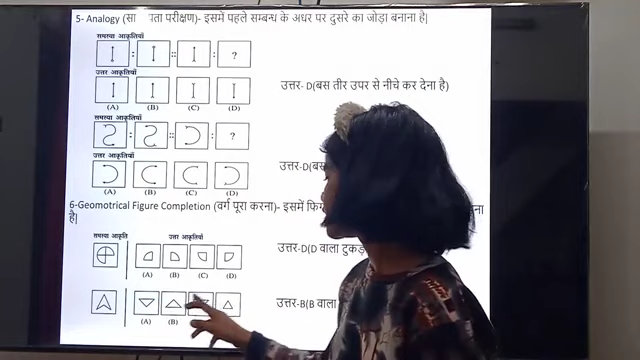 5- Analogy (सा पता परीक्षण)- इसमें पहले सम्बन्ध के अधर पर दुसरे का जोड़ा बनाना है|
समस्या आकृतियाँ
: :: : ?
उत्तर आकृतियाँ
(A) (B) (C) (D)
उत्तर- D(बस तीर उपर से नीचे कर देना है)
समस्या आकृतियाँ
: :: : ?
उत्तर आकृतियाँ
(A) (B) (C) (D)
उत्तर-D(बस
6-Geomotrical Figure Completion (वर्ग पूरा करना)- इसमें
है|
समस्या आकृति उत्तर आकृतियाँ
(A) (B) (C) (D)
उत्तर-D(D वाला टुकड़
(A) (B)
उत्तर-B(B वाला